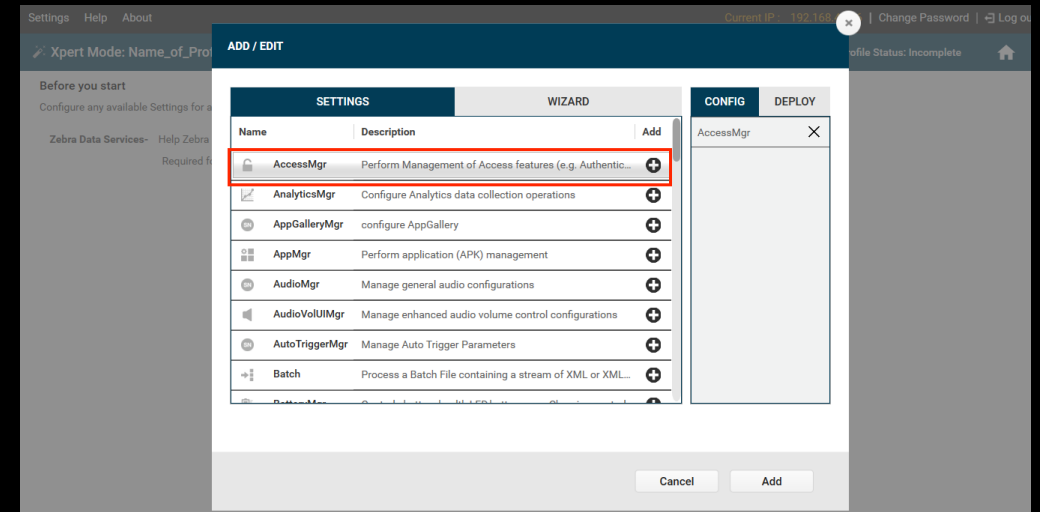 Settings Help About Current IP : 192.168. | Change Password | Log ou
Xpert Mode: Name_of_Prof ofile Status: Incomplete
ADD / EDIT
Before you start
Configure any available Settings for a
Zebra Data Services- Help Zebra
Required fo
SETTINGS WIZARD CONFIG DEPLOY
Name Description Add AccessMgr
AccessMgr Perform Management of Access features (e.g. Authentic...
AnalyticsMgr Configure Analytics data collection operations
SN AppGalleryMgr configure AppGallery
AppMgr Perform application (APK) management
SN AudioMgr Manage general audio configurations
AudioVolUIMgr Manage enhanced audio volume control configurations
SN AutoTriggerMgr Manage Auto Trigger Parameters
Batch Process a Batch File containing a stream of XML or XML...
Cancel Add